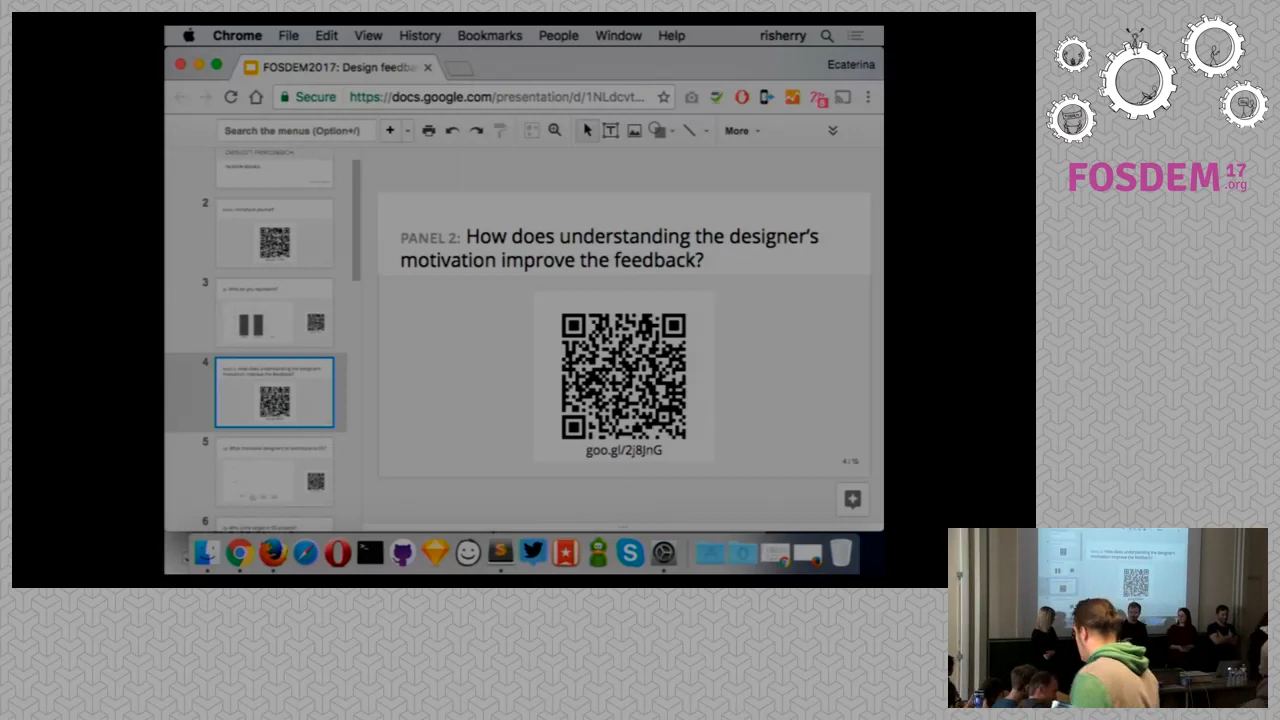 Chrome File Edit View History Bookmarks People Window Help risherry
FOSDEM2017: Design feedba
Ecaterina
Secure https://docs.google.com/presentation/d/1NLdcvt...
Search the menus (Option+/)
More
2
3
4
5
6
PANEL 2: How does understanding the designer's
motivation improve the feedback?
goo.gl/2j8JnG
4/15
FOSDEM 17
.org